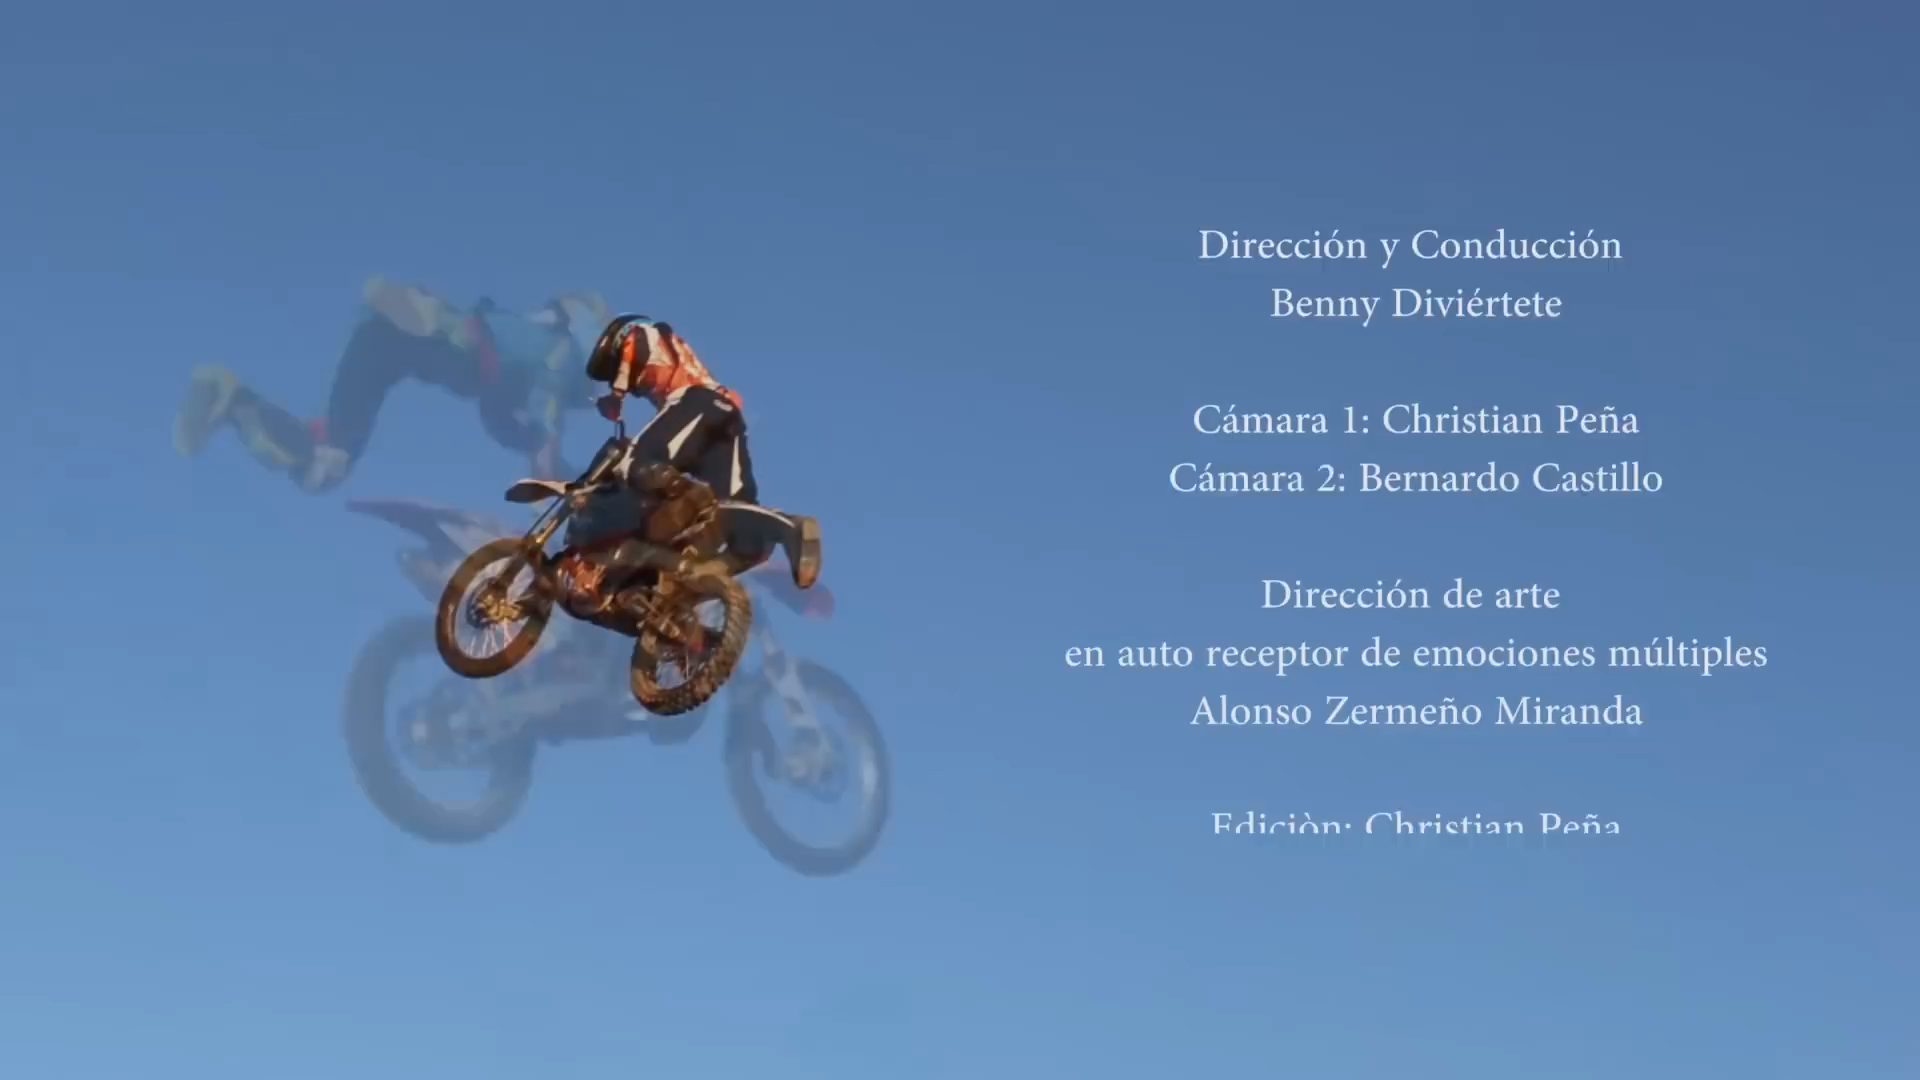 Dirección y Conducción
Benny Diviértete
Cámara 1: Christian Peña
Cámara 2: Bernardo Castillo
Dirección de arte
en auto receptor de emociones múltiples
Alonso Zermeño Miranda
Ediciòn: Christian Peña